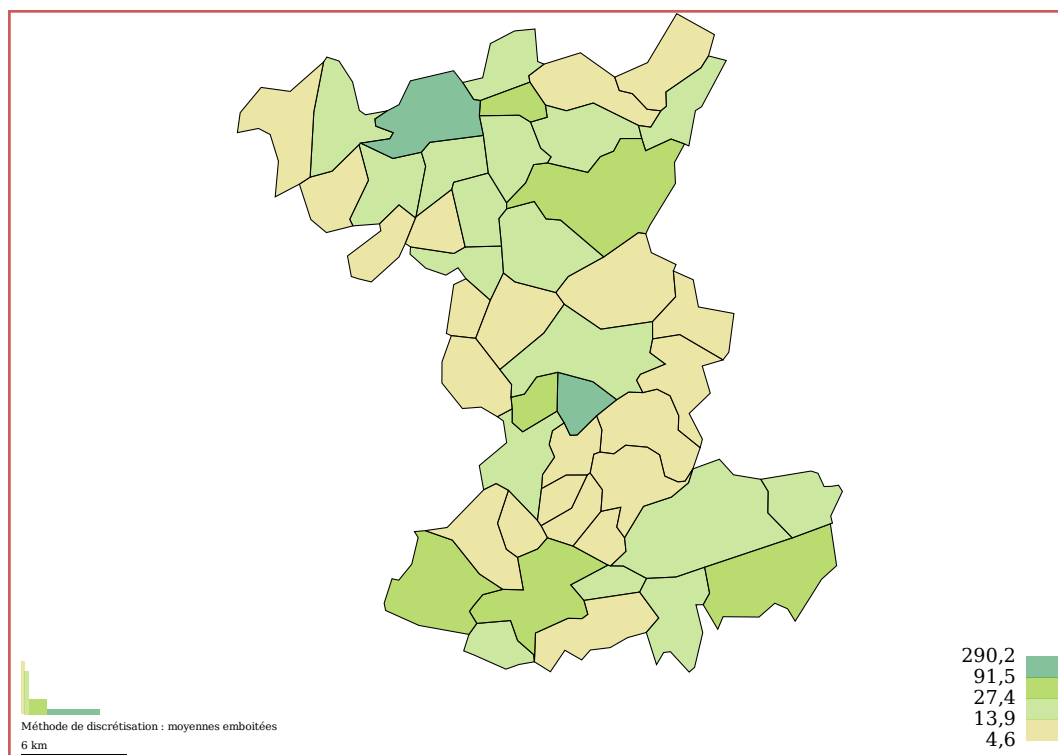 290,2
91,5
27,4
13,9
4,6
Méthode de discrétisation : moyennes emboitées
6 km